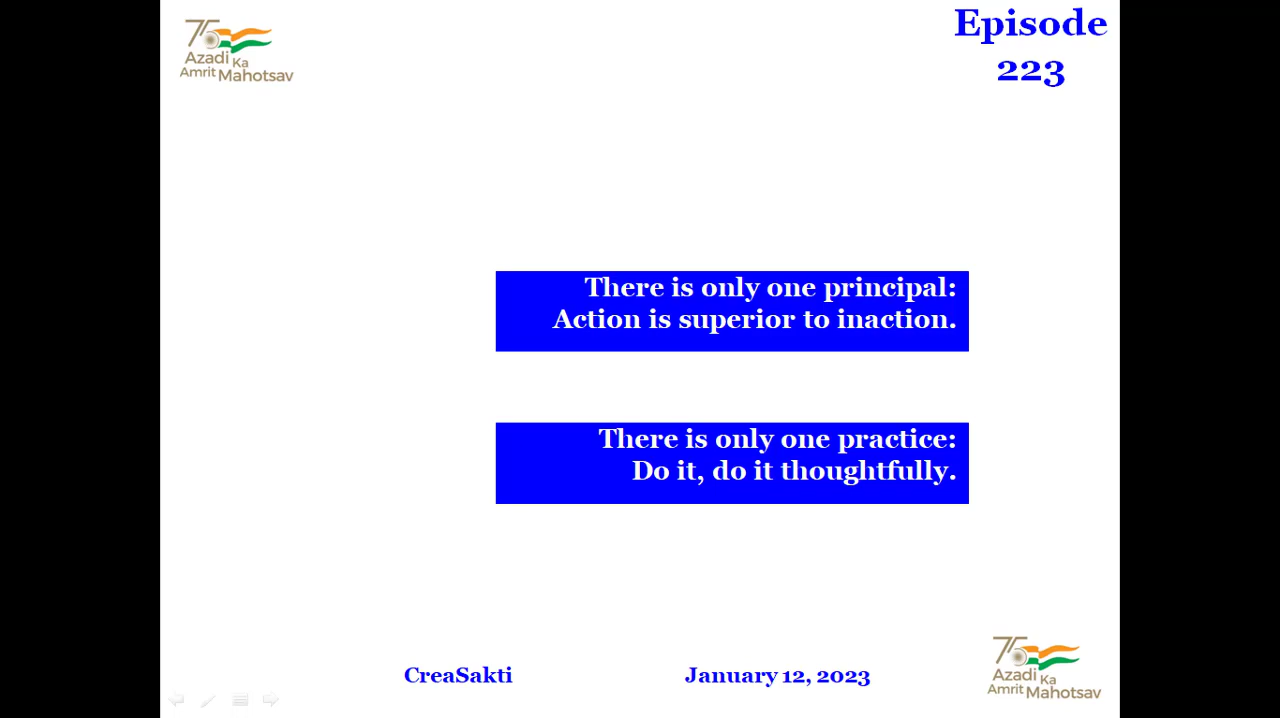 75
Azadi Ka
Amrit Mahotsav
Episode
223
There is only one principal:
Action is superior to inaction.
There is only one practice:
Do it, do it thoughtfully.
CreaSakti
January 12, 2023
75
Azadi Ka
Amrit Mahotsav